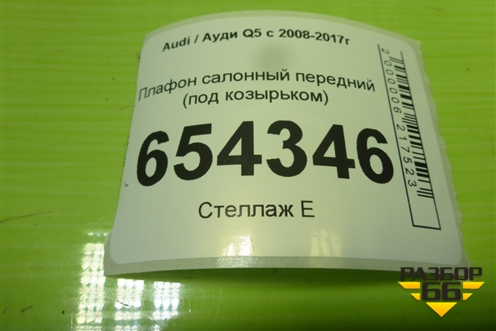 Audi / Ауди Q5 с 2008-2017г
Плафон салонный передний
(под козырьком)
654346
Стеллаж Е
2000006217523
РАЗБОР
66